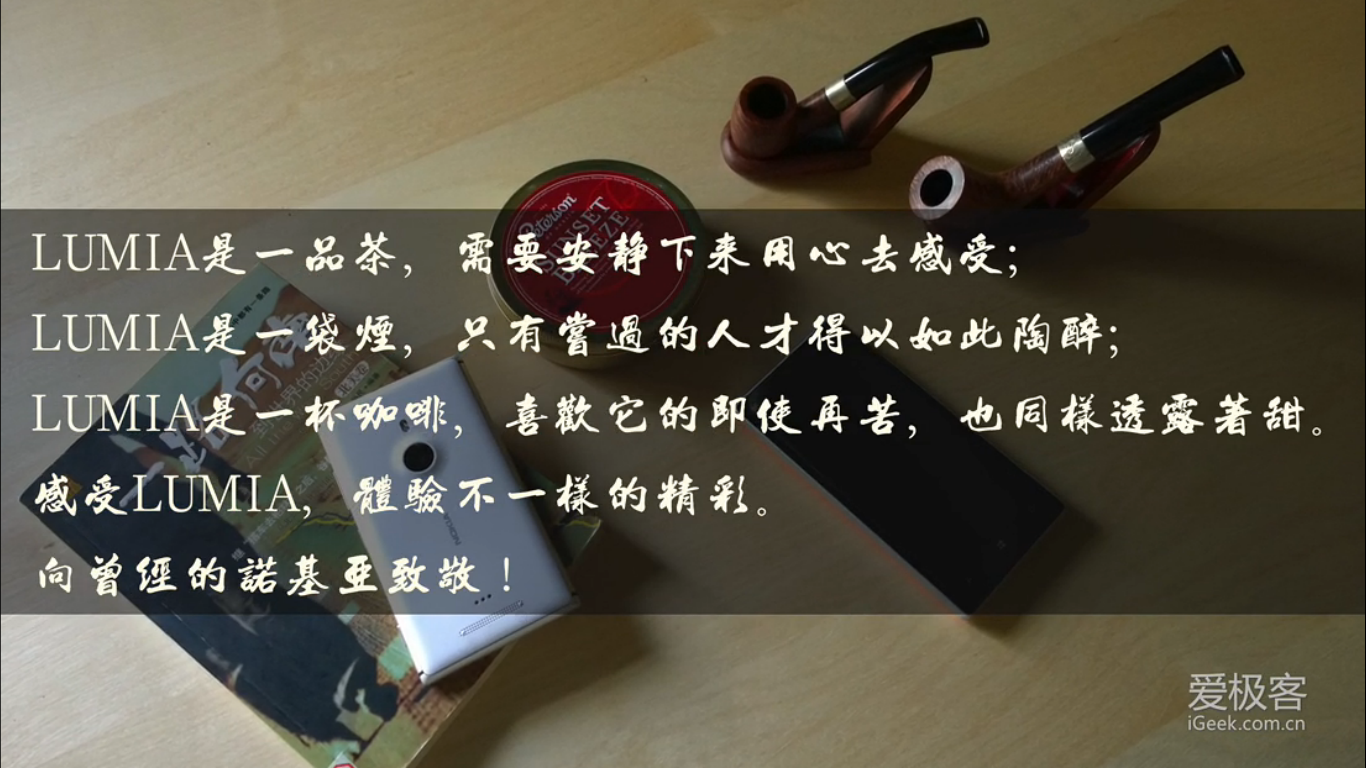 Peterson
SUNSET
BREEZE
LUMIA是一品茶，需要安静下来用心去感受；
LUMIA是一袋煙，只有嘗過的人才得以如此陶醉；
LUMIA是一杯咖啡，喜歡它的即使再苦，也同樣透露著甜。
感受LUMIA，體驗不一樣的精彩。
向曾經的諾基亞致敬！
NOKIA
爱极客
iGeek.com.cn